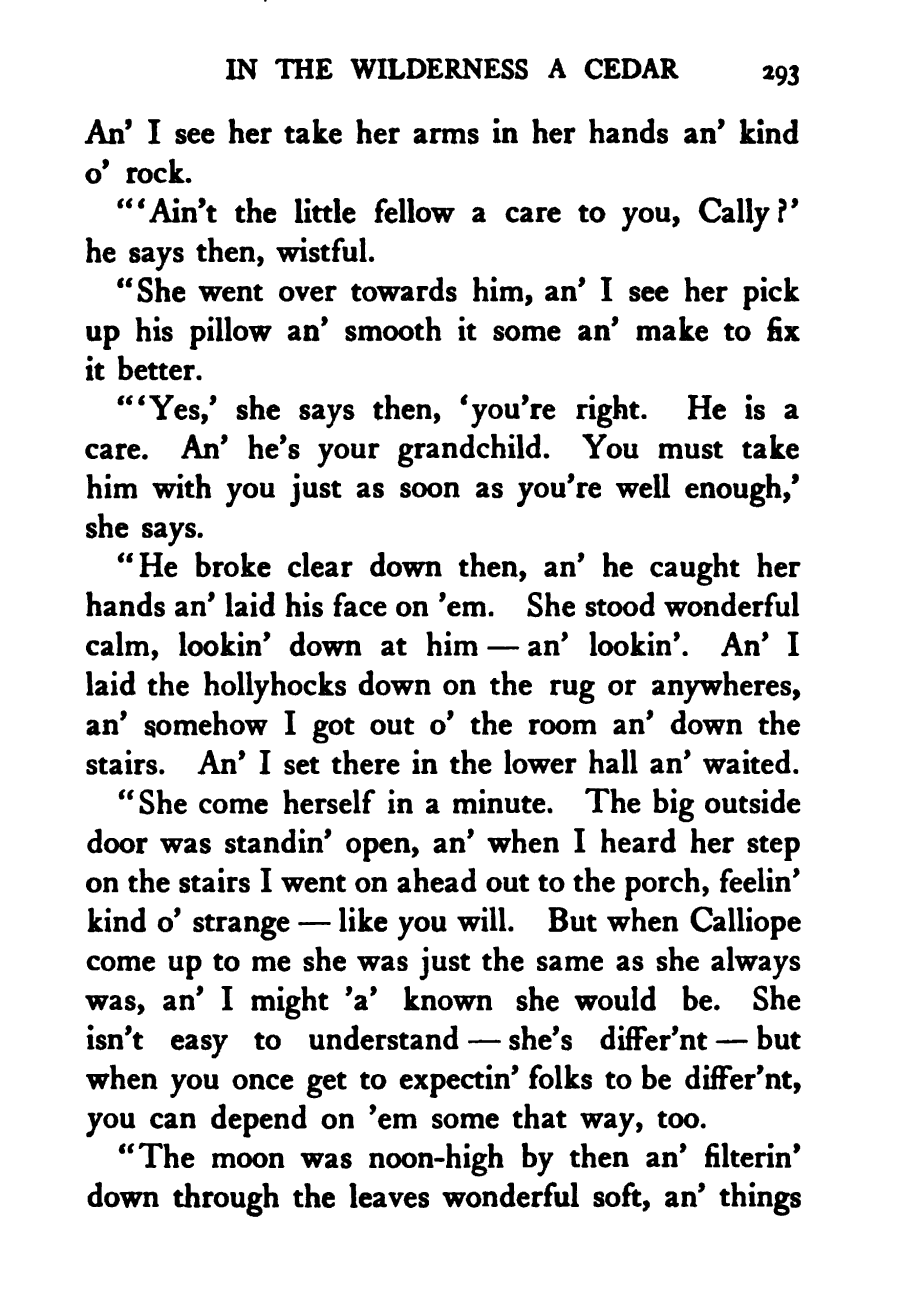 IN THE WILDERNESS A CEDAR 293
An' I see her take her arms in her hands an' kind
o' rock.
"'Ain't the little fellow a care to you, Cally?'
he says then, wistful.
"She went over towards him, an' I see her pick
up his pillow an' smooth it some an' make to fix
it better.
"'Yes,' she says then, 'you're right. He is a
care. An' he's your grandchild. You must take
him with you just as soon as you're well enough,'
she says.
"He broke clear down then, an' he caught her
hands an' laid his face on 'em. She stood wonderful
calm, lookin' down at him — an' lookin'. An' I
laid the hollyhocks down on the rug or anywheres,
an' somehow I got out o' the room an' down the
stairs. An' I set there in the lower hall an' waited.
"She come herself in a minute. The big outside
door was standin' open, an' when I heard her step
on the stairs I went on ahead out to the porch, feelin'
kind o' strange — like you will. But when Calliope
come up to me she was just the same as she always
was, an' I might 'a' known she would be. She
isn't easy to understand — she's differ'nt — but
when you once get to expectin' folks to be differ'nt,
you can depend on 'em some that way, too.
"The moon was noon-high by then an' filterin'
down through the leaves wonderful soft, an' things